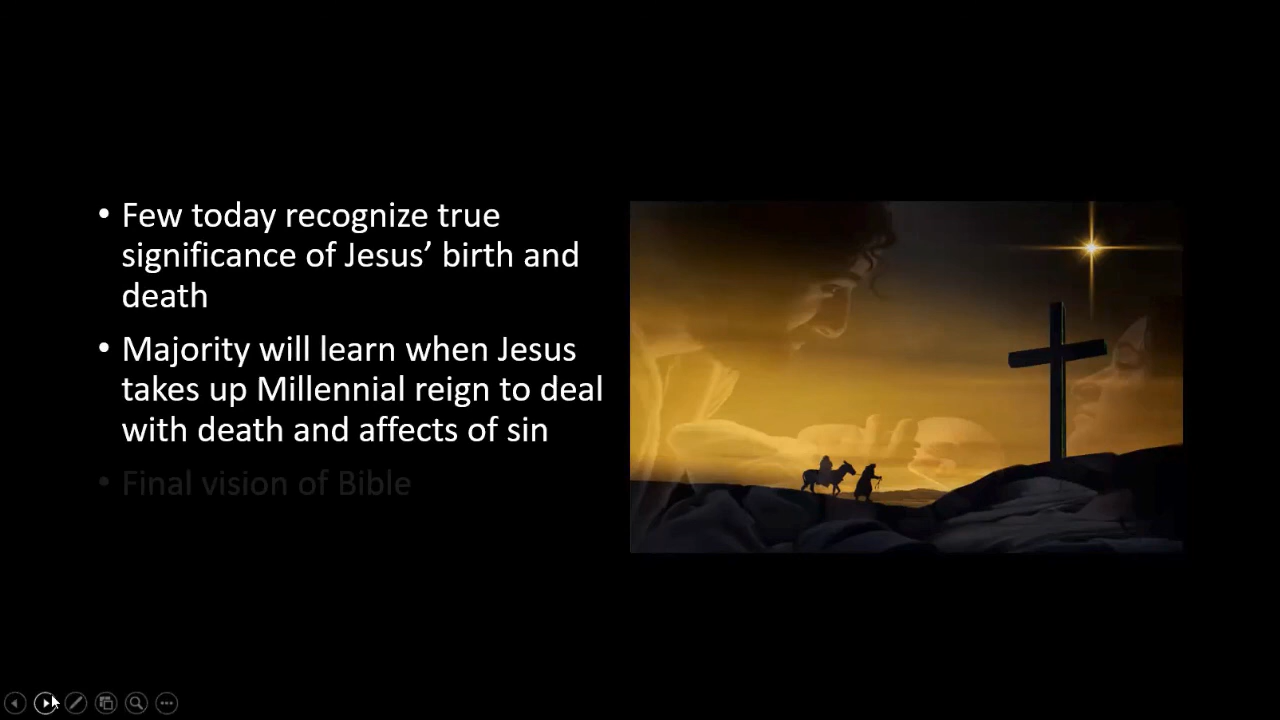 • Few today recognize true
significance of Jesus’ birth and
death
• Majority will learn when Jesus
takes up Millennial reign to deal
with death and affects of sin
• Final vision of Bible